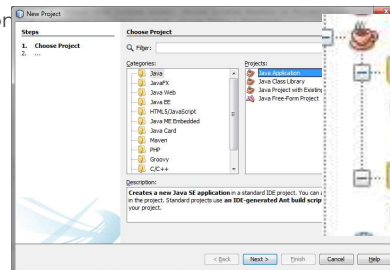 or
New Project
Steps
1. Choose Project
2. ...
Choose Project
Filter:
Categories:
Java
JavaFX
Java Web
Java EE
HTML5/JavaScript
Java ME Embedded
Java Card
Maven
PHP
Groovy
C/C++
Projects:
Java Application
Java Class Library
Java Project with Existing
Java Free-Form Project
Description:
Creates a new Java SE application in a standard IDE project. You can
in the project. Standard projects use an IDE-generated Ant build scrip
your project.
< Back
Next >
Finish
Cancel
Help